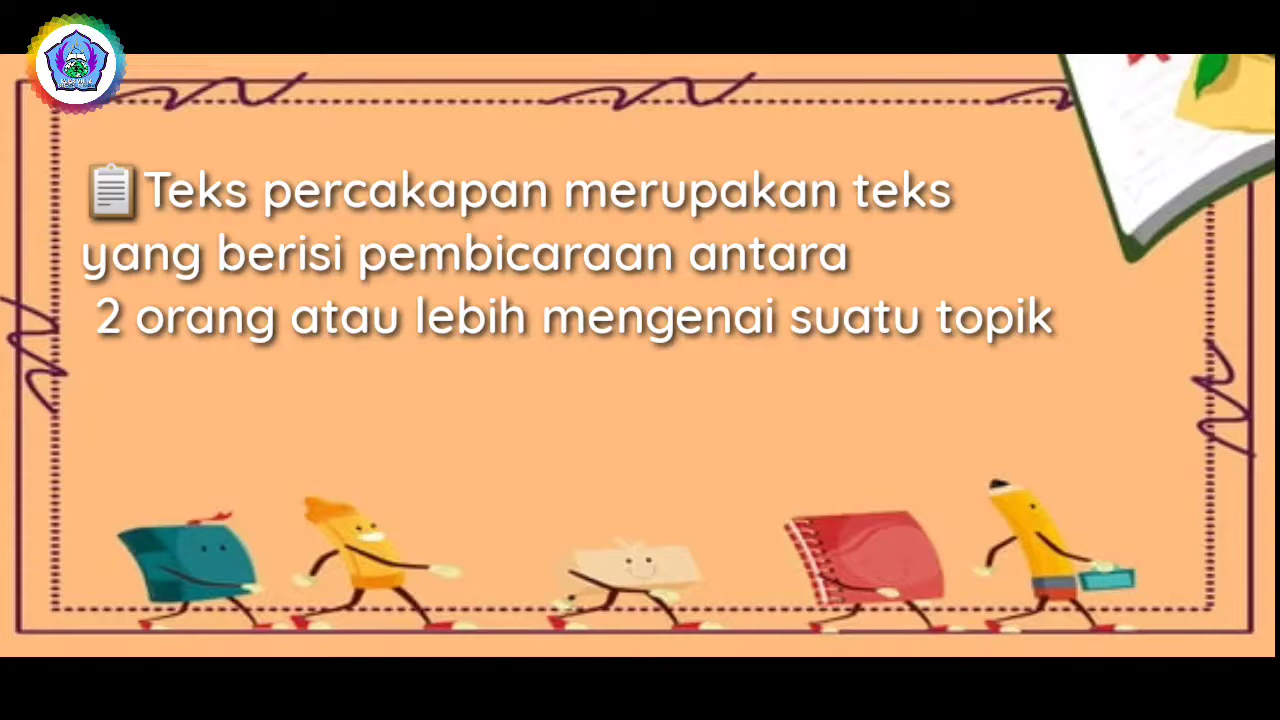 📋Teks percakapan merupakan teks
yang berisi pembicaraan antara
2 orang atau lebih mengenai suatu topik